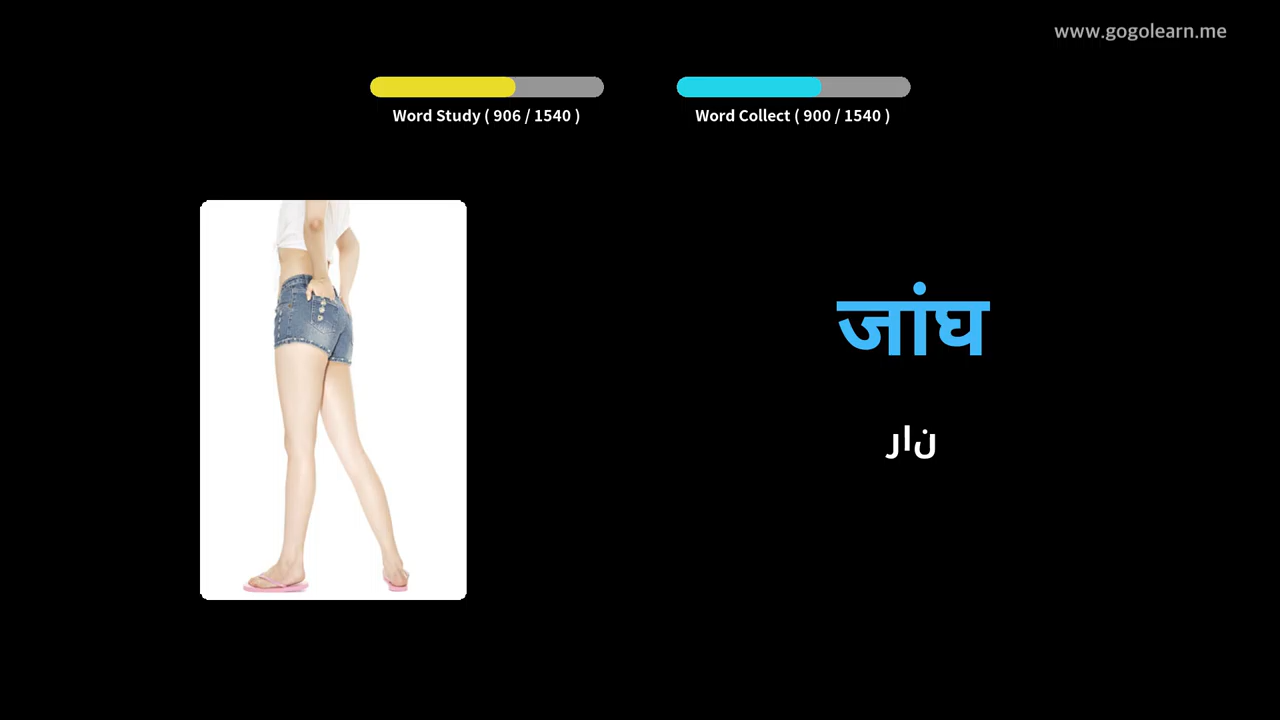 www.gogolearn.me
Word Study ( 906 / 1540 )
Word Collect ( 900 / 1540 )
जांघ
ران